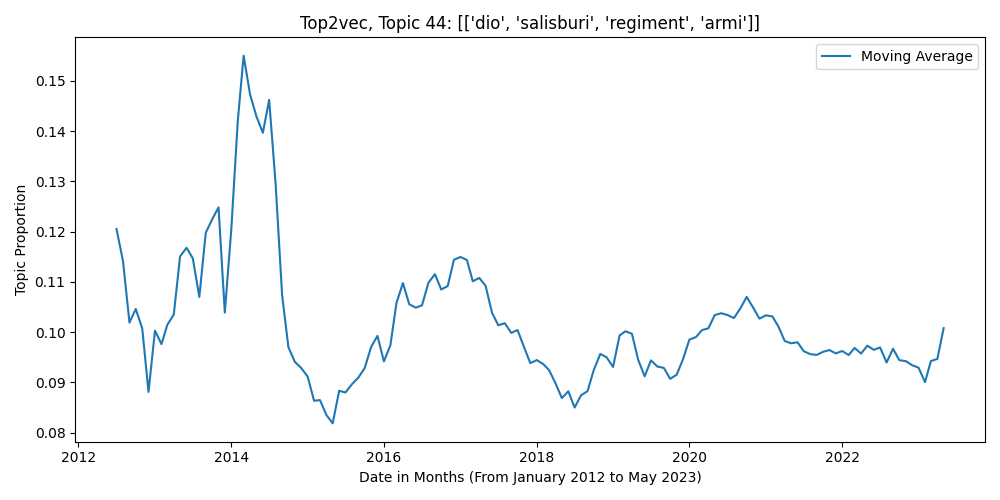 Top2vec, Topic 44: [['dio', 'salisburi', 'regiment', 'armi']]
Moving Average
Topic Proportion
0.15
0.14
0.13
0.12
0.11
0.10
0.09
0.08
2012 2014 2016 2018 2020 2022
Date in Months (From January 2012 to May 2023)